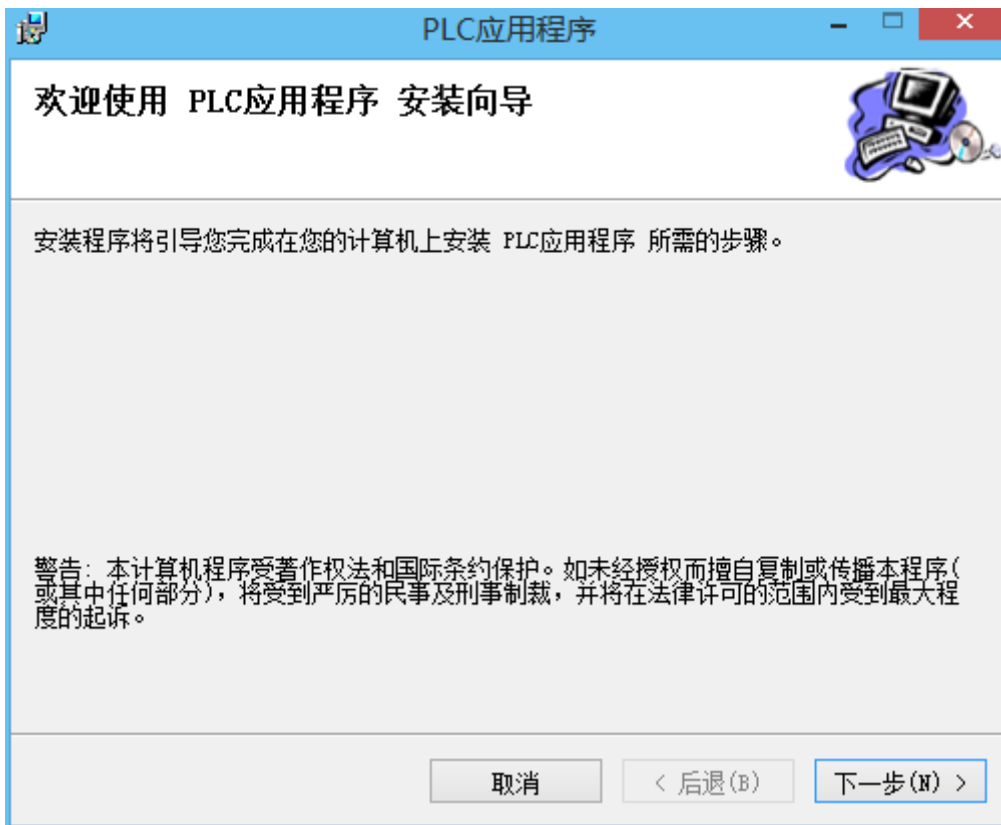 PLC应用程序
欢迎使用 PLC应用程序 安装向导
安装程序将引导您完成在您的计算机上安装 PLC应用程序 所需的步骤。
警告: 本计算机程序受著作权法和国际条约保护。如未经授权而擅自复制或传播本程序(
或其中任何部分)，将受到严厉的民事及刑事制裁，并将在法律许可的范围内受到最大程
度的起诉。
取消
< 后退(B)
下一步(N) >